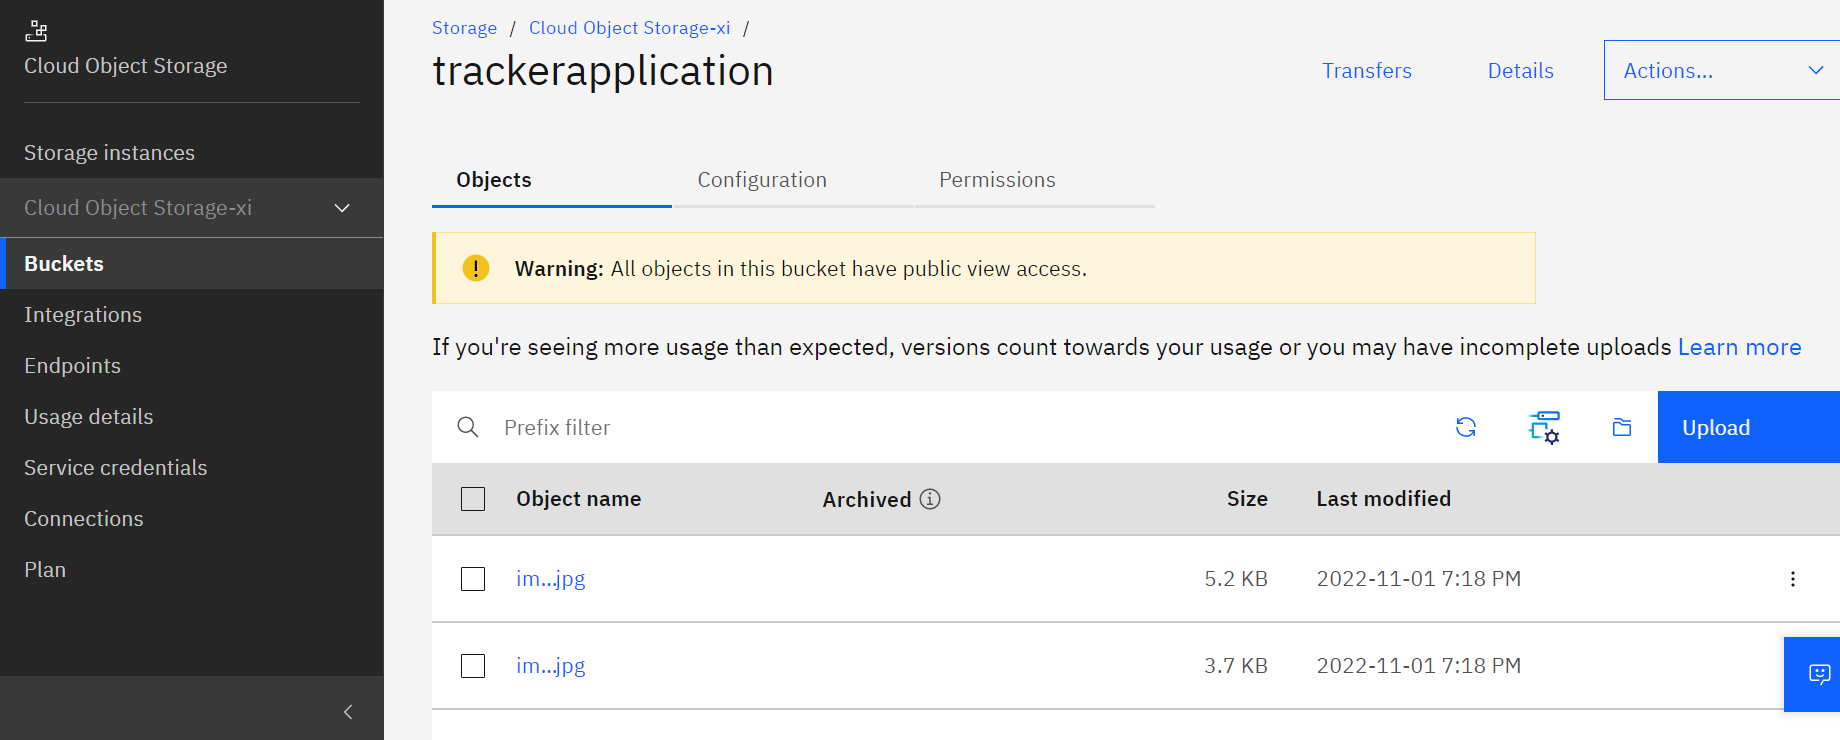 Cloud Object Storage
Storage instances
Cloud Object Storage-xi
Buckets
Integrations
Endpoints
Usage details
Service credentials
Connections
Plan
Storage / Cloud Object Storage-xi /
trackerapplication
Transfers Details Actions...
Objects Configuration Permissions
Warning: All objects in this bucket have public view access.
If you're seeing more usage than expected, versions count towards your usage or you may have incomplete uploads Learn more
Prefix filter Upload
Object name Archived Size Last modified
im...jpg 5.2 KB 2022-11-01 7:18 PM
im...jpg 3.7 KB 2022-11-01 7:18 PM